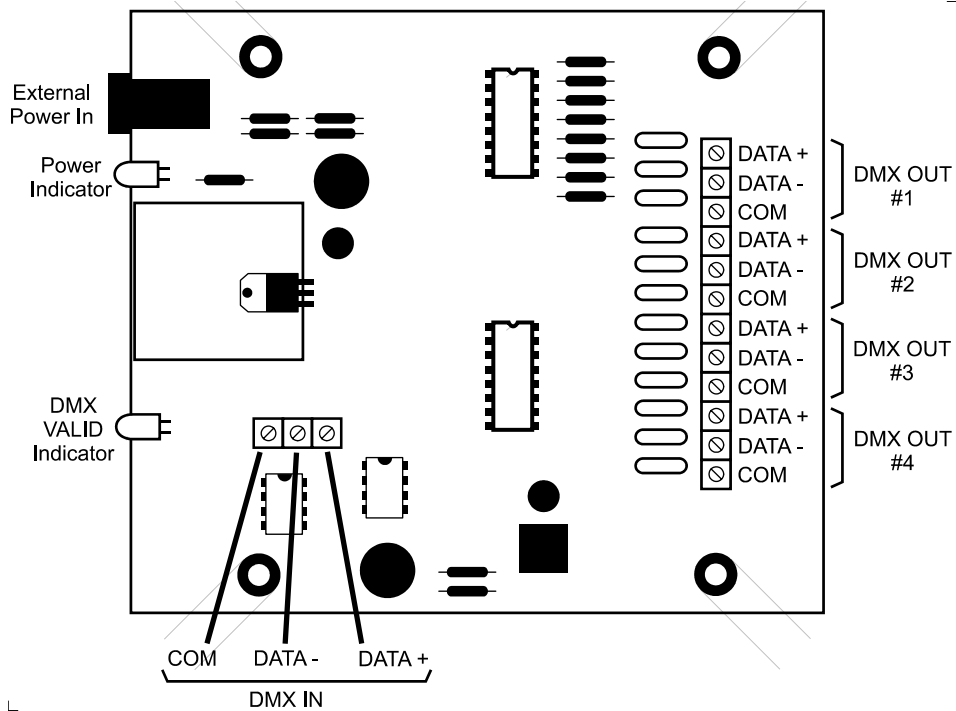 External
Power In
Power
Indicator
DMX
VALID
Indicator
DATA +
DATA -
COM
DMX OUT
#1
DATA +
DATA -
COM
DMX OUT
#2
DATA +
DATA -
COM
DMX OUT
#3
DATA +
DATA -
COM
DMX OUT
#4
COM DATA - DATA +
DMX IN